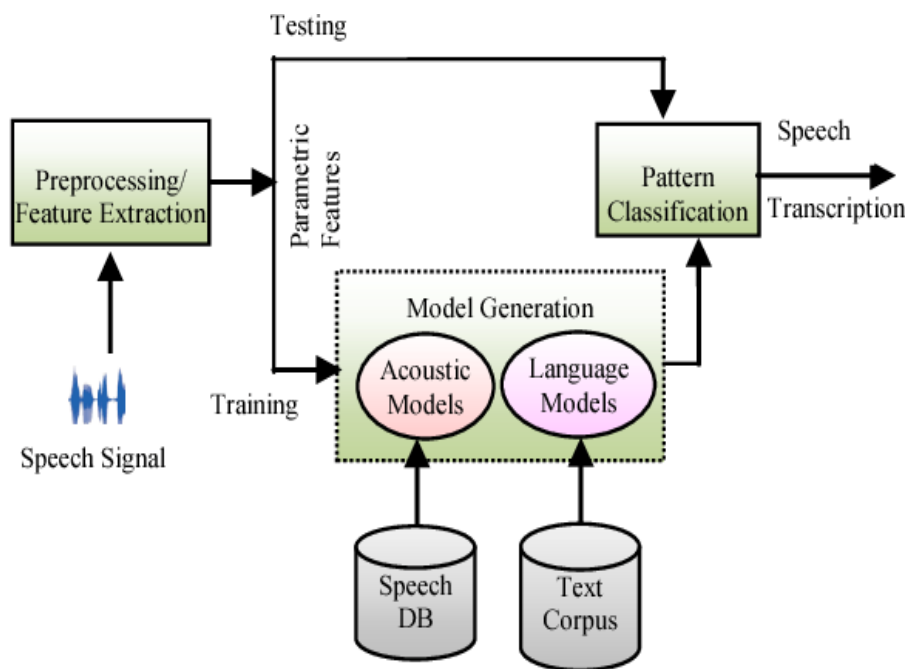 Testing
Preprocessing/
Feature Extraction
Parametric
Features
Pattern
Classification
Speech
Transcription
Model Generation
Acoustic
Models
Language
Models
Training
Speech Signal
Speech
DB
Text
Corpus